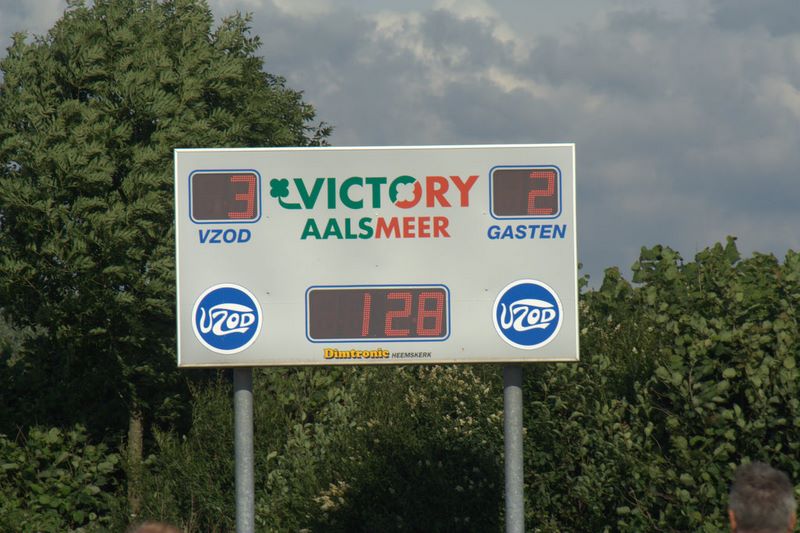 3
VICTORY
2
VZOD
AALSMEER
GASTEN
VZOD
128
VZOD
Dimtronic HEEMSKERK